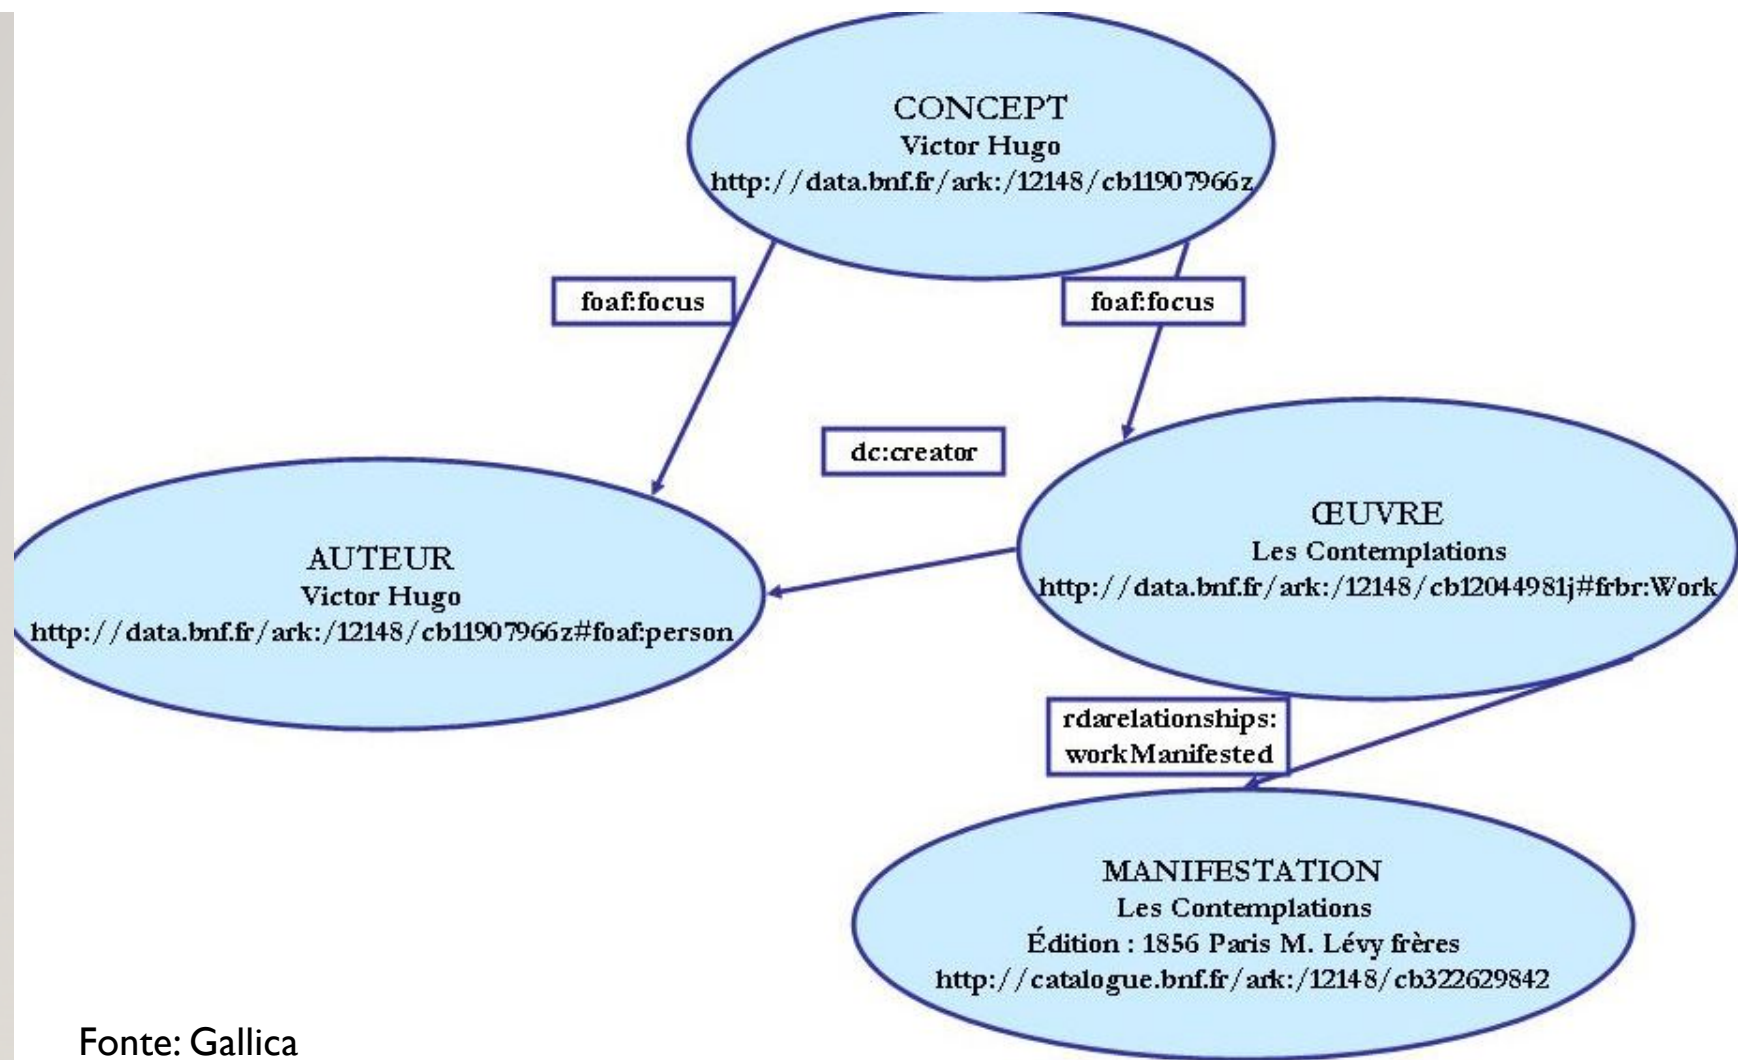 CONCEPT
Victor Hugo
http://data.bnf.fr/ark:/12148/cb11907966z
foaf:focus
foaf:focus
dc:creator
AUTEUR
Victor Hugo
http://data.bnf.fr/ark:/12148/cb11907966z#foaf:person
ŒUVRE
Les Contemplations
http://data.bnf.fr/ark:/12148/cb12044981j#frbr:Work
rdarelationships:
workManifested
MANIFESTATION
Les Contemplations
Édition : 1856 Paris M. Lévy frères
http://catalogue.bnf.fr/ark:/12148/cb322629842
Fonte: Gallica